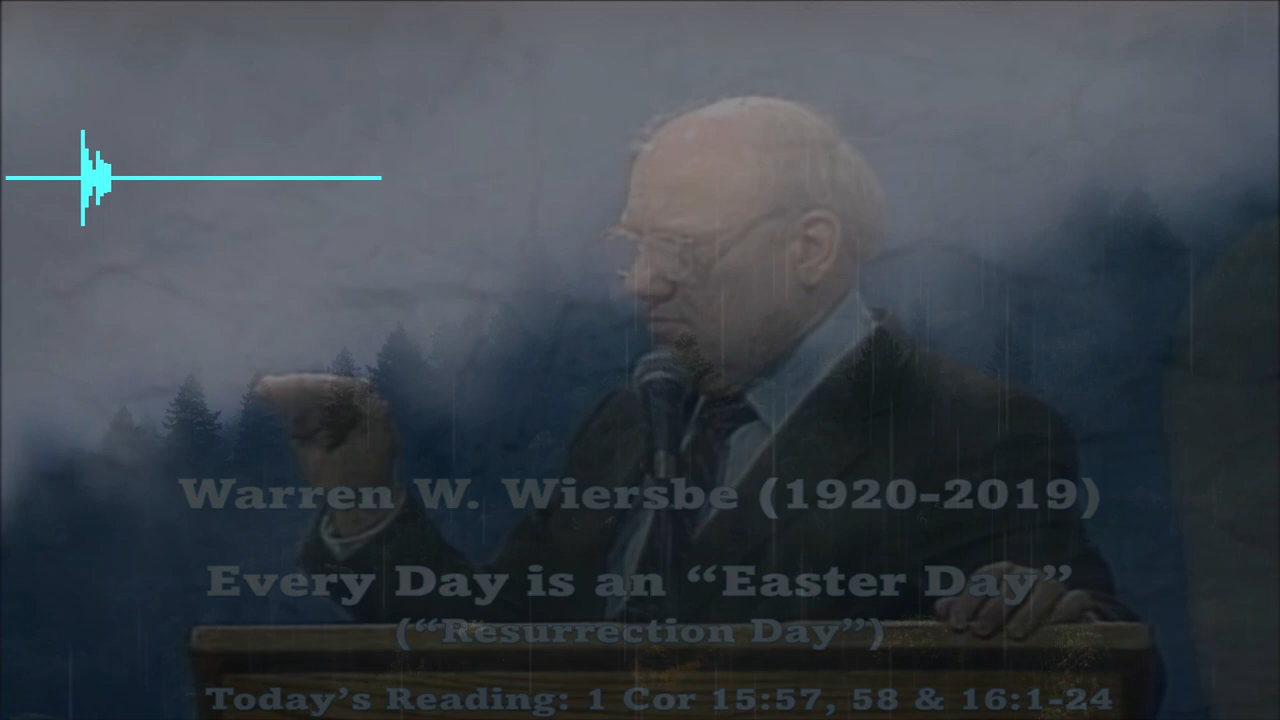 Warren W. Wiersbe (1920-2019)
Every Day is an “Easter Day”
(“Resurrection Day”)
Today’s Reading: 1 Cor 15:57, 58 & 16:1-24